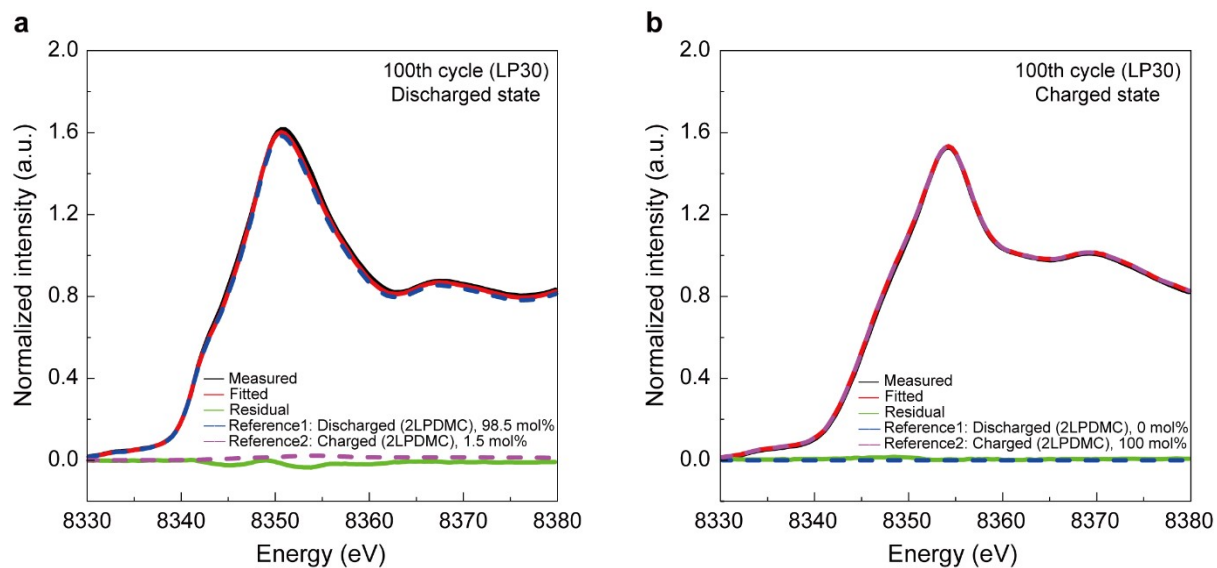 a
100th cycle (LP30)
Discharged state
Normalized intensity (a.u.)
2.0
1.6
1.2
0.8
0.4
0.0
Measured
Fitted
Residual
Reference1: Discharged (2LPDMC), 98.5 mol%
Reference2: Charged (2LPDMC), 1.5 mol%
8330 8340 8350 8360 8370 8380
Energy (eV)
b
100th cycle (LP30)
Charged state
Normalized intensity (a.u.)
2.0
1.6
1.2
0.8
0.4
0.0
Measured
Fitted
Residual
Reference1: Discharged (2LPDMC), 0 mol%
Reference2: Charged (2LPDMC), 100 mol%
8330 8340 8350 8360 8370 8380
Energy (eV)